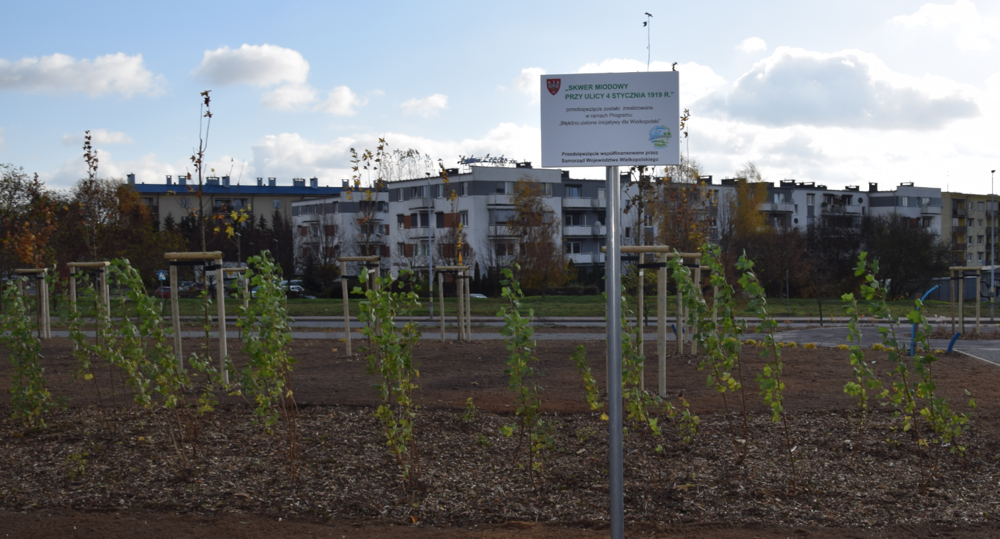 „SKWER MIODOWY
PRZY ULICY 4 STYCZNIA 1919 R.”
przedsięwzięcie zostało zrealizowane
w ramach Programu:
„Błękitno-zielone inicjatywy dla Wielkopolski”
Przedsięwzięcie współfinansowane przez
Samorząd Województwa Wielkopolskiego